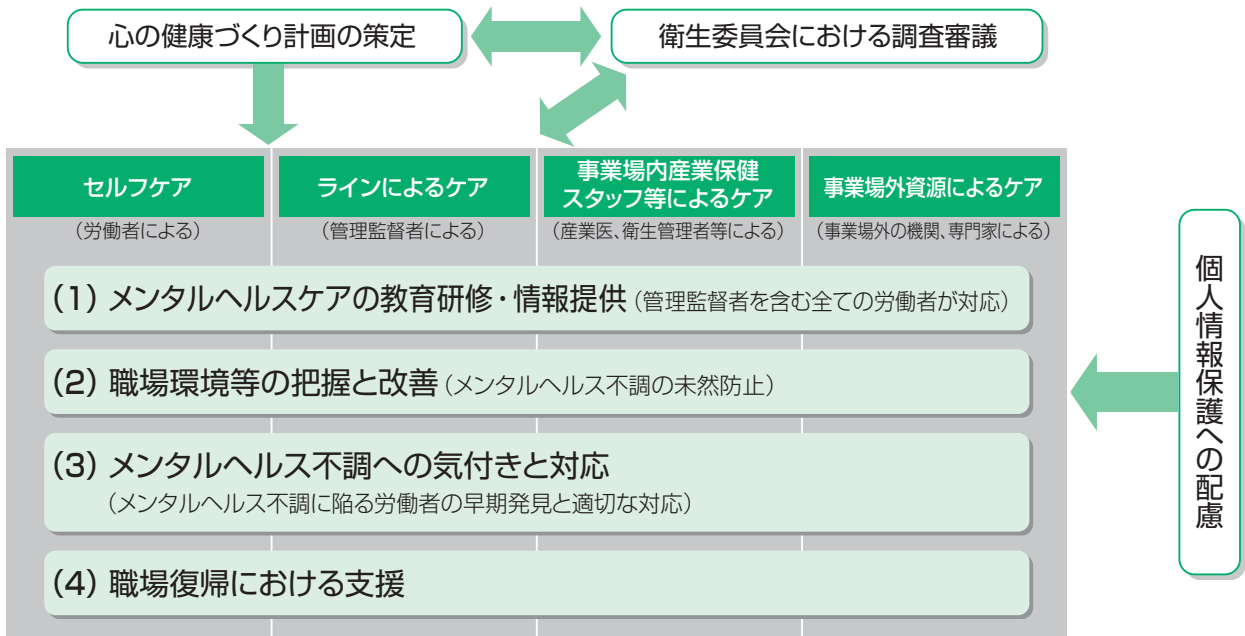 心の健康づくり計画の策定
衛生委員会における調査審議
セルフケア
（労働者による）
ラインによるケア
（管理監督者による）
事業場内産業保健
スタッフ等によるケア
（産業医、衛生管理者等による）
事業場外資源によるケア
（事業場外の機関、専門家による）
(1) メンタルヘルスケアの教育研修・情報提供（管理監督者を含む全ての労働者が対応）
(2) 職場環境等の把握と改善（メンタルヘルス不調の未然防止）
(3) メンタルヘルス不調への気付きと対応
（メンタルヘルス不調に陥る労働者の早期発見と適切な対応）
(4) 職場復帰における支援
個人情報保護への配慮